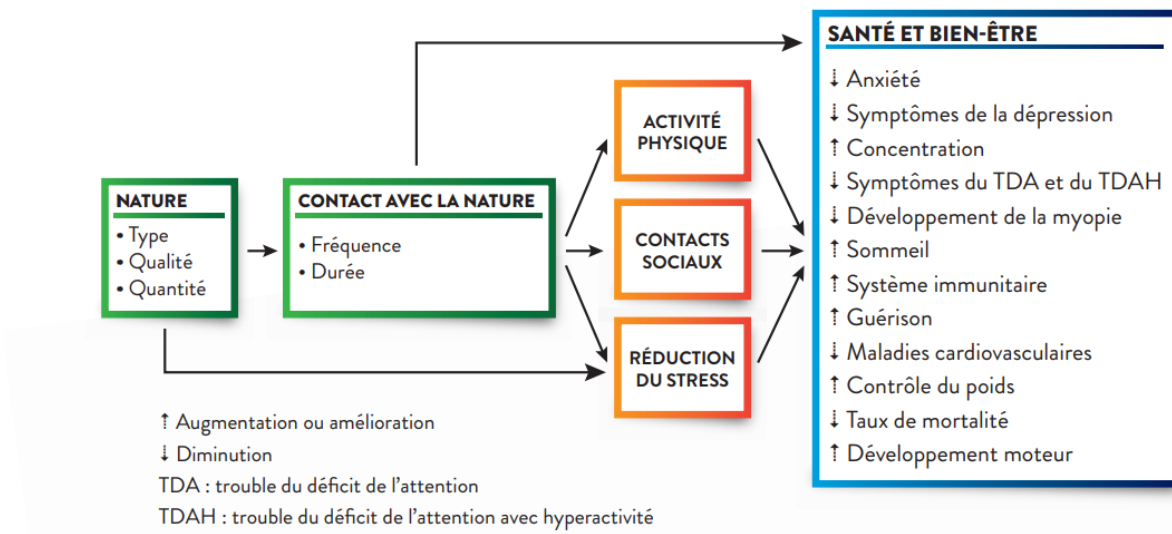 NATURE
• Type
• Qualité
• Quantité
CONTACT AVEC LA NATURE
• Fréquence
• Durée
ACTIVITÉ
PHYSIQUE
CONTACTS
SOCIAUX
RÉDUCTION
DU STRESS
SANTÉ ET BIEN-ÊTRE
↓ Anxiété
↓ Symptômes de la dépression
↑ Concentration
↓ Symptômes du TDA et du TDAH
↓ Développement de la myopie
↑ Sommeil
↑ Système immunitaire
↑ Guérison
↓ Maladies cardiovasculaires
↑ Contrôle du poids
↓ Taux de mortalité
↑ Développement moteur
↑ Augmentation ou amélioration
↓ Diminution
TDA : trouble du déficit de l’attention
TDAH : trouble du déficit de l’attention avec hyperactivité